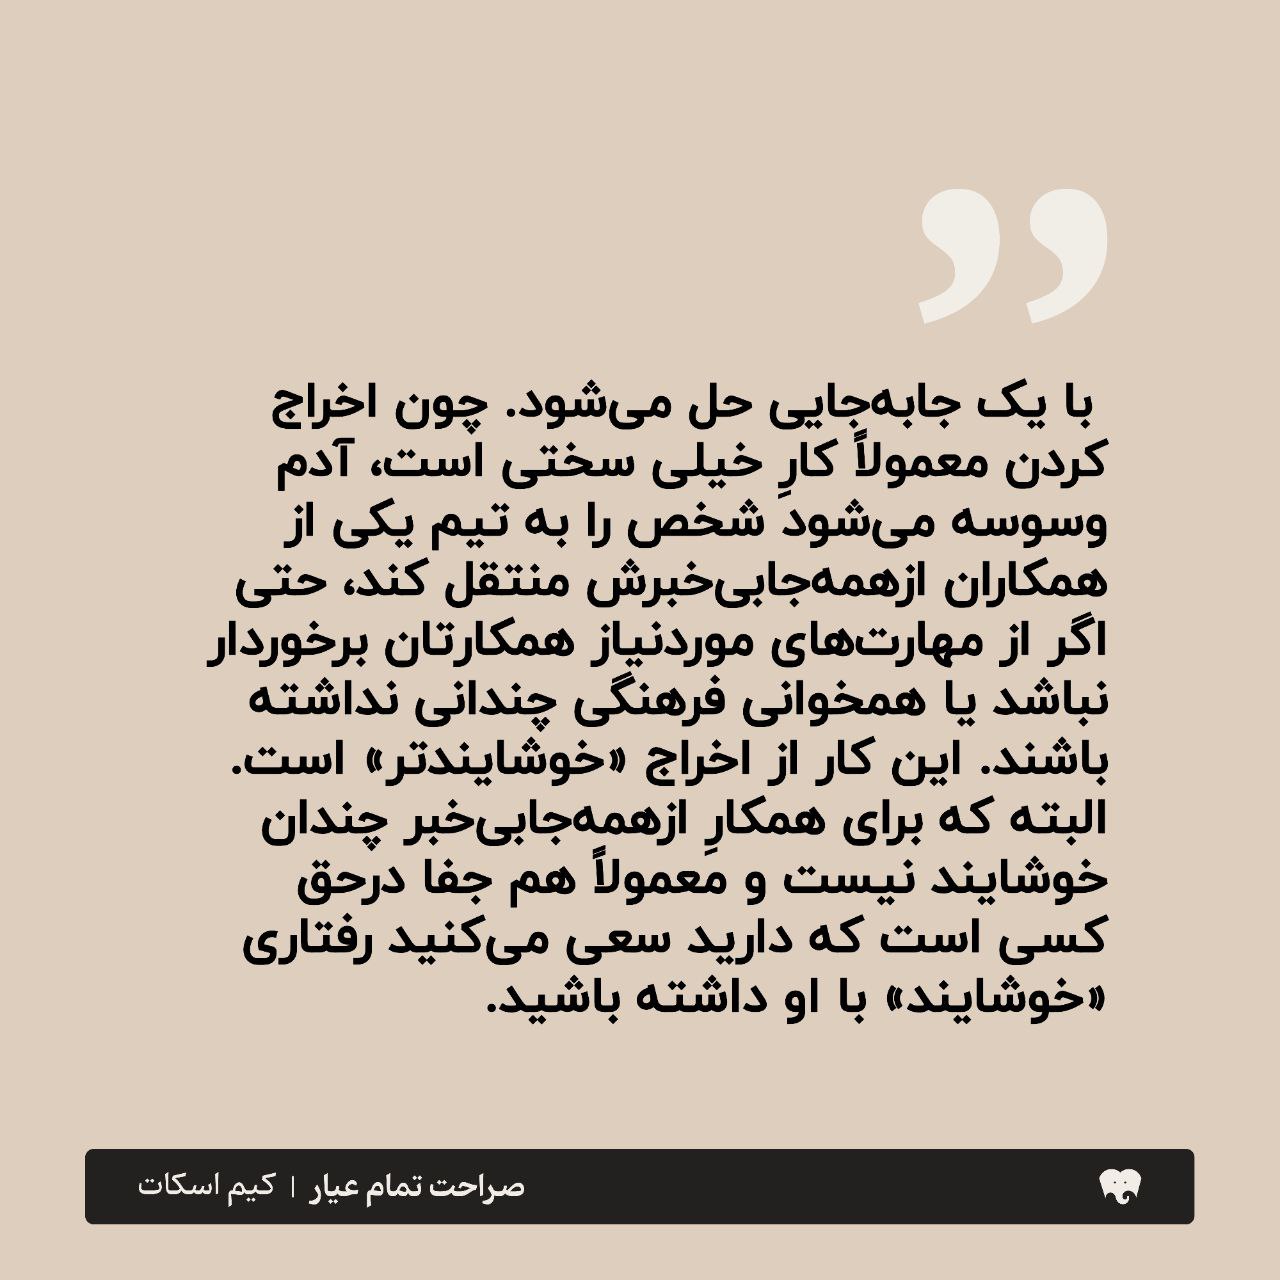 با یک جابه‌جایی حل می‌شود. چون اخراج
کردن معمولاً کارِ خیلی سختی است، آدم
وسوسه می‌شود شخص را به تیم یکی از
همکاران ازهمه‌جابی‌خبرش منتقل کند، حتی
اگر از مهارت‌های موردنیاز همکارتان برخوردار
نباشد یا همخوانی فرهنگی چندانی نداشته
باشند. این کار از اخراج «خوشایندتر» است.
البته که برای همکارِ ازهمه‌جابی‌خبر چندان
خوشایند نیست و معمولاً هم جفا درحق
کسی است که دارید سعی می‌کنید رفتاری
«خوشایند» با او داشته باشید.
صراحت تمام عیار | کیم اسکات